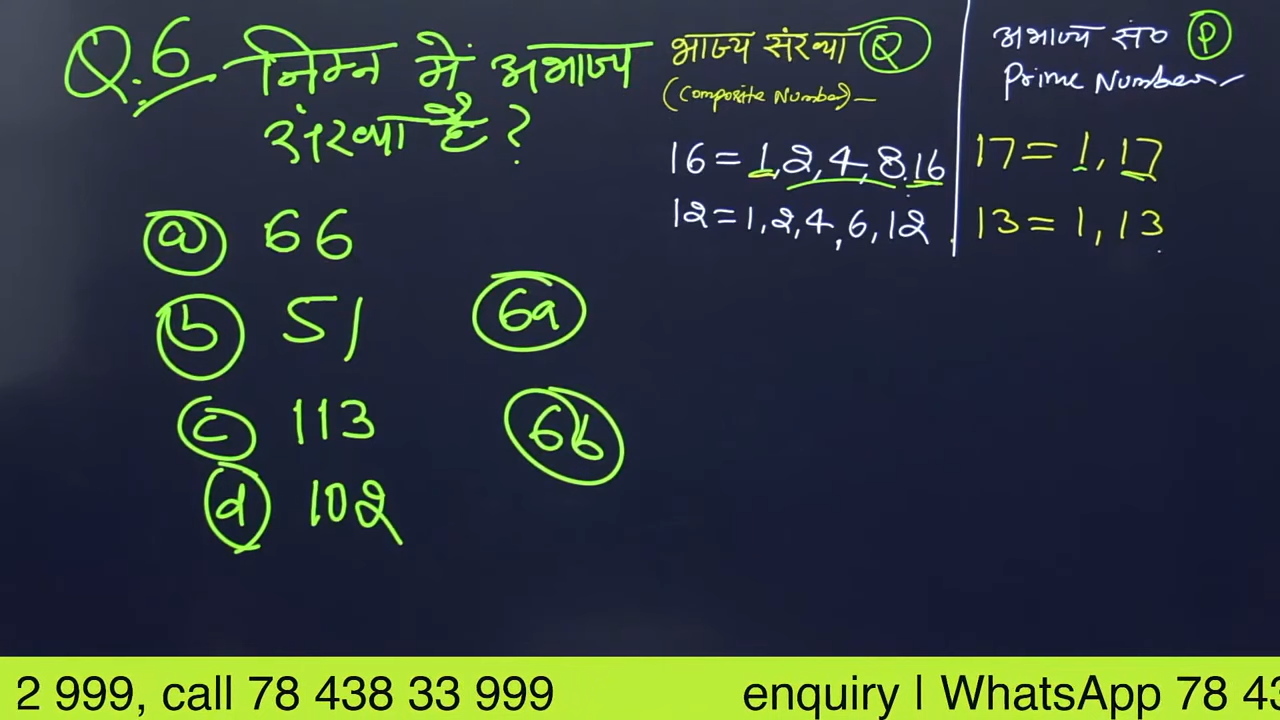 Q.6 निम्न में अभाज्य
संख्या है ?
a 66
b 51
c 113
d 102
6a
6b
भाज्य संख्या Q
(Composite Number) -
16 = 1, 2, 4, 8, 16
12 = 1, 2, 4, 6, 12
अभाज्य सं० P
Prime Number
17 = 1, 17
13 = 1, 13
2 999, call 78 438 33 999 enquiry | WhatsApp 78 43